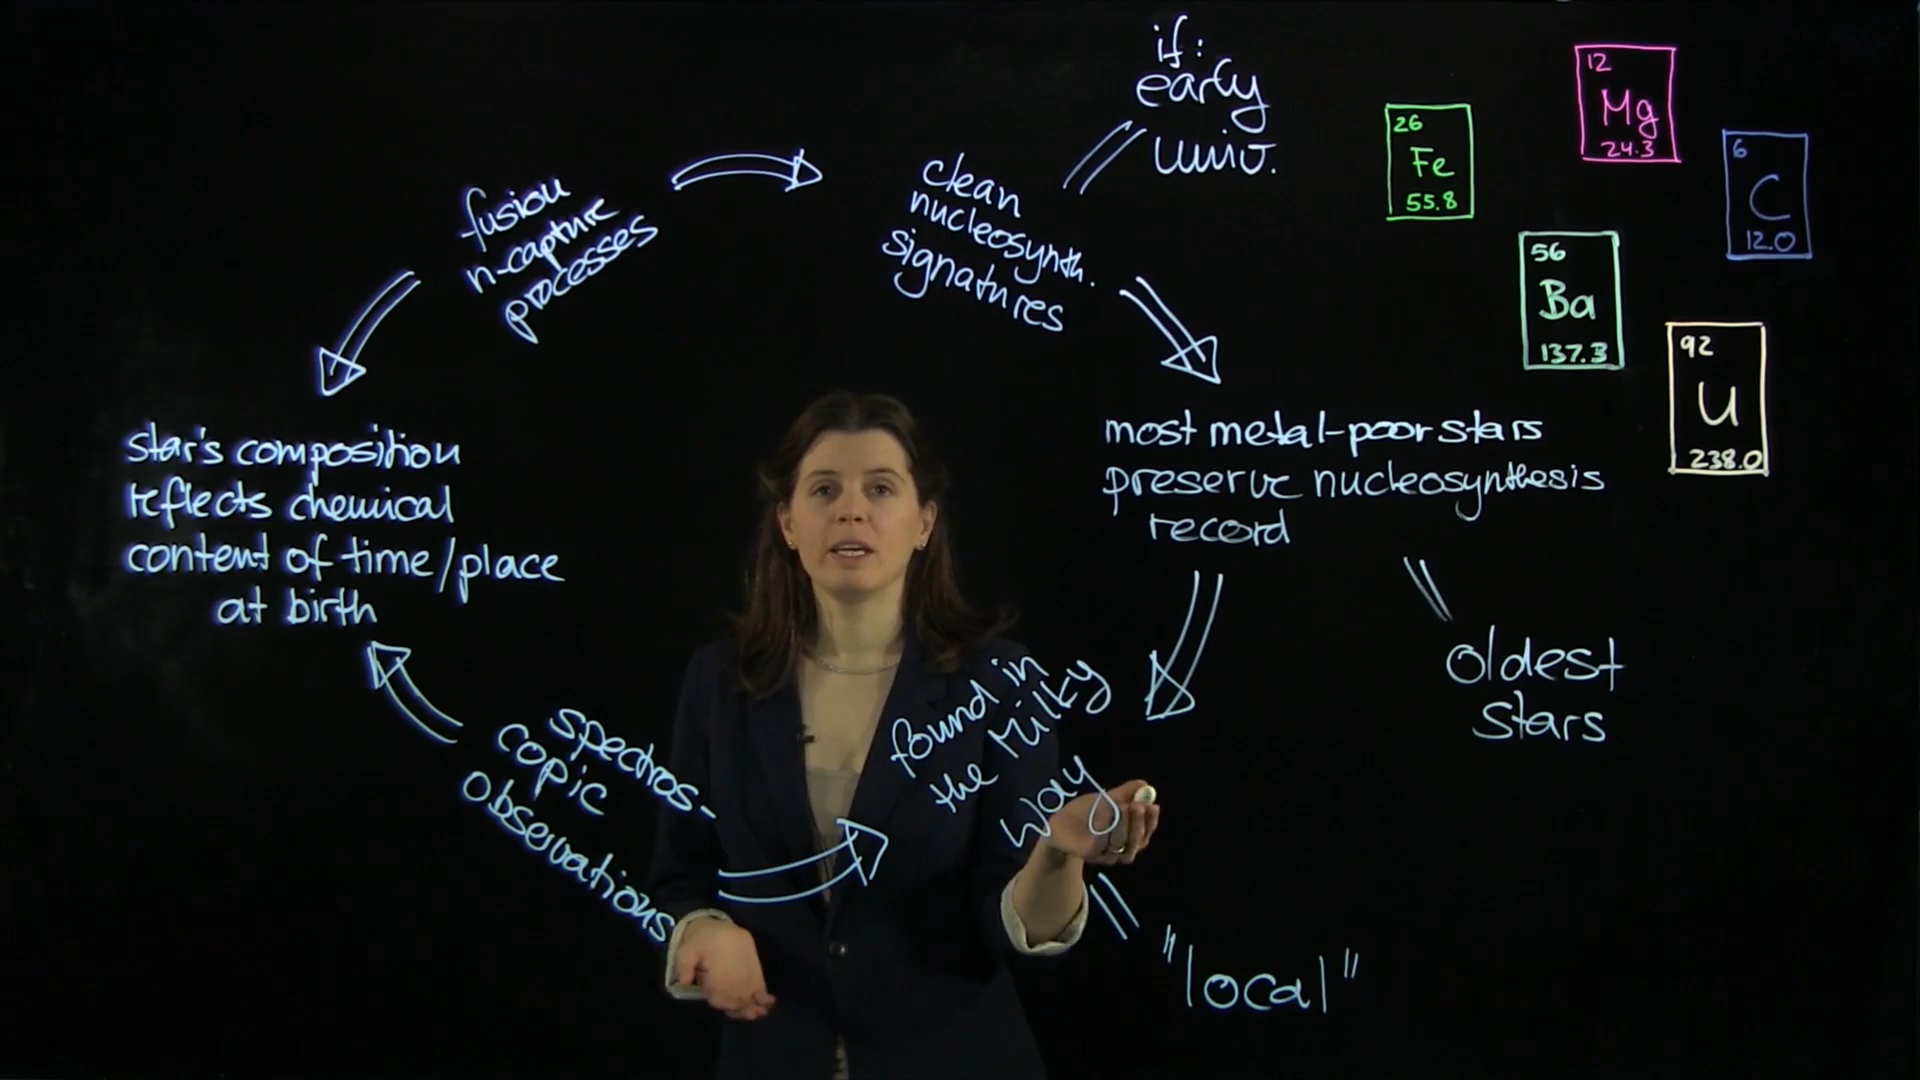 if:
early
univ.
fusion
n-capture
processes
clean
nucleosynth.
signatures
star's composition
reflects chemical
content of time/place
at birth
most metal-poor stars
preserve nucleosynthesis
record
oldest
stars
found in
the Milky
Way
"local"
spectros-
copic
observations
26
Fe
55.8
12
Mg
24.3
6
C
12.0
56
Ba
137.3
92
U
238.0